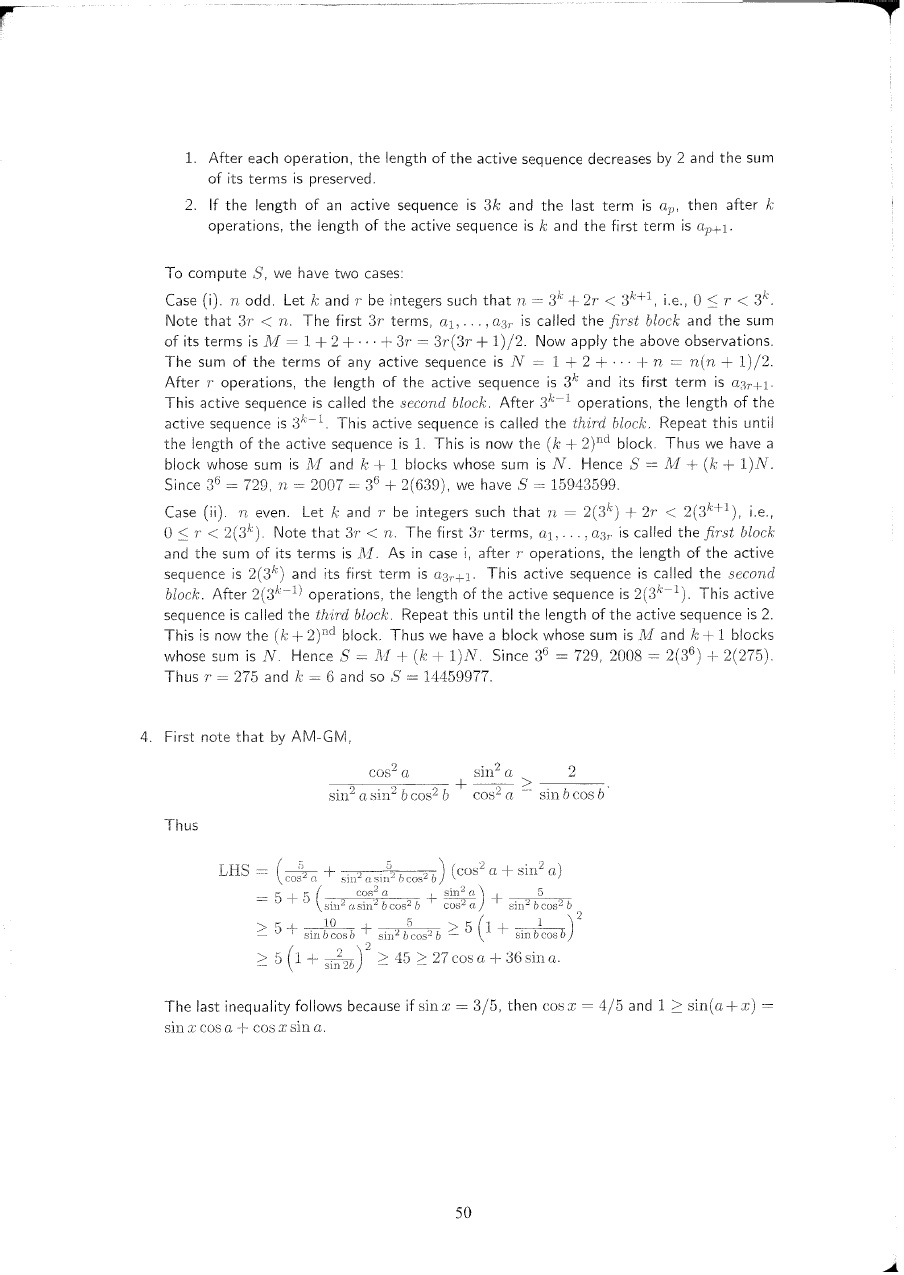 1. After each operation, the length of the active sequence decreases by 2 and the sum
of its terms is preserved.
2. If the length of an active sequence is 3k and the last term is a_p, then after k
operations, the length of the active sequence is k and the first term is a_{p+1}.
To compute S, we have two cases:
Case (i). n odd. Let k and r be integers such that n = 3^k + 2r < 3^{k+1}, i.e., 0 ≤ r < 3^k.
Note that 3r < n. The first 3r terms, a_1, . . . , a_{3r} is called the first block and the sum
of its terms is M = 1 + 2 + · · · + 3r = 3r(3r + 1)/2. Now apply the above observations.
The sum of the terms of any active sequence is N = 1 + 2 + · · · + n = n(n + 1)/2.
After r operations, the length of the active sequence is 3^k and its first term is a_{3r+1}.
This active sequence is called the second block. After 3^{k−1} operations, the length of the
active sequence is 3^{k−1}. This active sequence is called the third block. Repeat this until
the length of the active sequence is 1. This is now the (k + 2)^{nd} block. Thus we have a
block whose sum is M and k + 1 blocks whose sum is N. Hence S = M + (k + 1)N.
Since 3^6 = 729, n = 2007 = 3^6 + 2(639), we have S = 15943599.
Case (ii). n even. Let k and r be integers such that n = 2(3^k) + 2r < 2(3^{k+1}), i.e.,
0 ≤ r < 2(3^k). Note that 3r < n. The first 3r terms, a_1, . . . , a_{3r} is called the first block
and the sum of its terms is M. As in case i, after r operations, the length of the active
sequence is 2(3^k) and its first term is a_{3r+1}. This active sequence is called the second
block. After 2(3^{k−1)} operations, the length of the active sequence is 2(3^{k−1}). This active
sequence is called the third block. Repeat this until the length of the active sequence is 2.
This is now the (k + 2)^{nd} block. Thus we have a block whose sum is M and k + 1 blocks
whose sum is N. Hence S = M + (k + 1)N. Since 3^6 = 729, 2008 = 2(3^6) + 2(275).
Thus r = 275 and k = 6 and so S = 14459977.
4. First note that by AM-GM,
\frac{cos^2 a}{sin^2 a sin^2 b cos^2 b} + \frac{sin^2 a}{cos^2 a} ≥ \frac{2}{sin b cos b}.
Thus
LHS = (\frac{5}{cos^2 a} + \frac{5}{sin^2 a sin^2 b cos^2 b}) (cos^2 a + sin^2 a)
= 5 + 5 (\frac{cos^2 a}{sin^2 a sin^2 b cos^2 b} + \frac{sin^2 a}{cos^2 a}) + \frac{5}{sin^2 b cos^2 b}
≥ 5 + \frac{10}{sin b cos b} + \frac{5}{sin^2 b cos^2 b} ≥ 5 (1 + \frac{1}{sin b cos b})^2
≥ 5 (1 + \frac{2}{sin 2b})^2 ≥ 45 ≥ 27 cos a + 36 sin a.
The last inequality follows because if sin x = 3/5, then cos x = 4/5 and 1 ≥ sin(a + x) =
sin x cos a + cos x sin a.
50